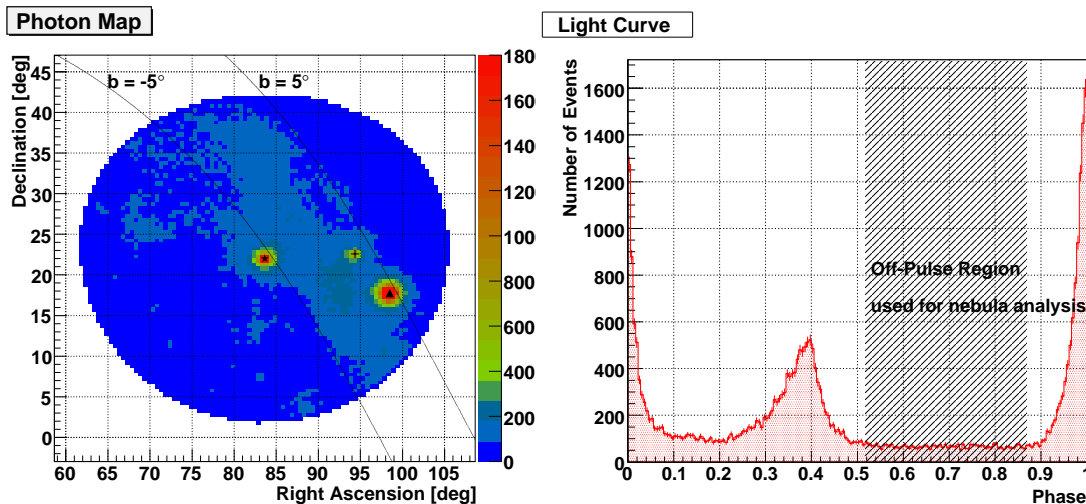 Photon Map
Declination [deg]
45
40
35
30
25
20
15
10
5
0
b = -5°
b = 5°
60 65 70 75 80 85 90 95 100 105
Right Ascension [deg]
180
160
140
120
100
800
600
400
200
0
Light Curve
Number of Events
1600
1400
1200
1000
800
600
400
200
0
Off-Pulse Region
used for nebula analysis
0 0.1 0.2 0.3 0.4 0.5 0.6 0.7 0.8 0.9 1
Phase